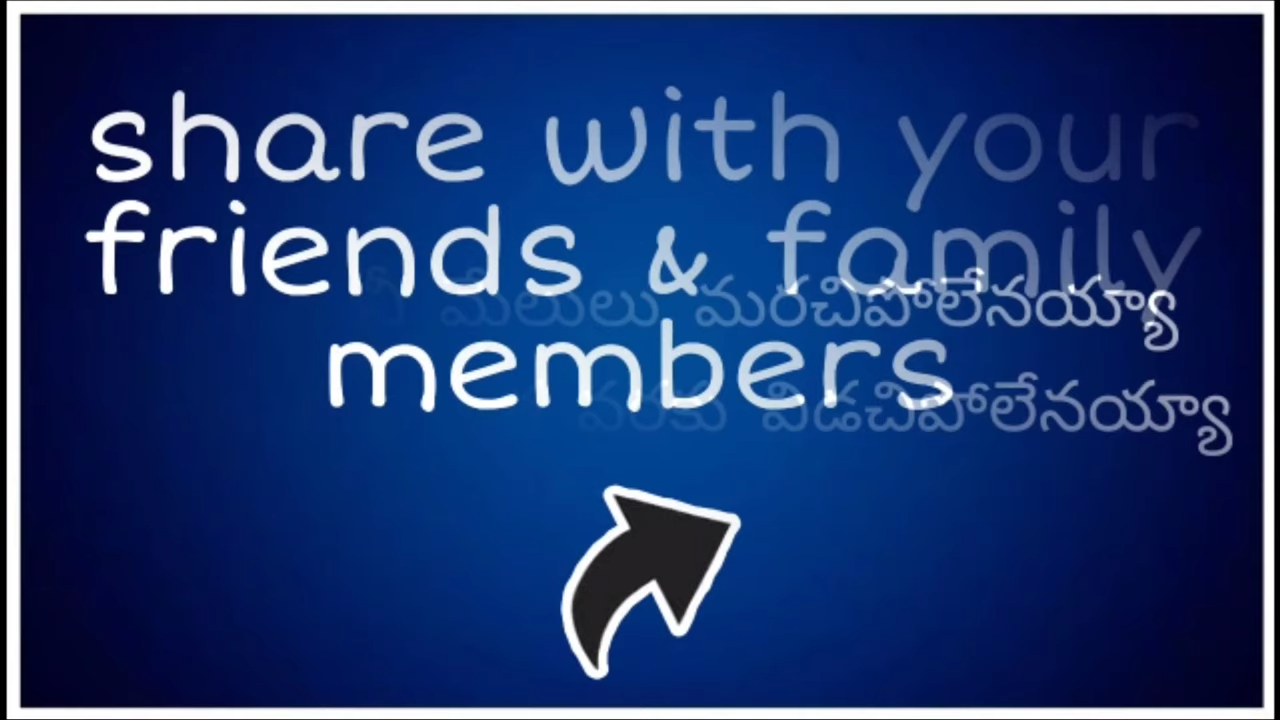 share with your
friends & family
మేలులు మరచిపోలేనయ్యా
members
విడచిపోలేనయ్యా